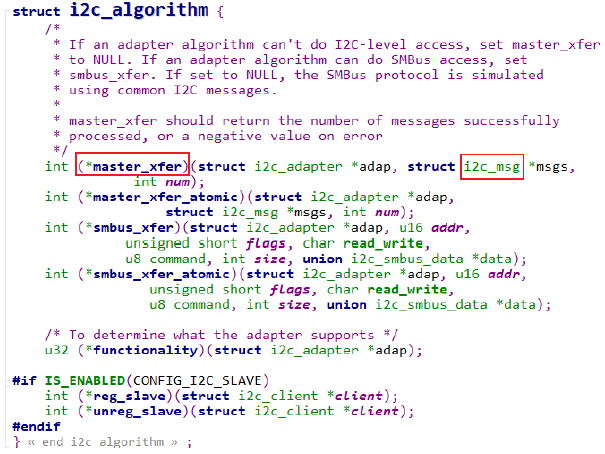 struct i2c_algorithm {
/*
* If an adapter algorithm can't do I2C-level access, set master_xfer
* to NULL. If an adapter algorithm can do SMBus access, set
* smbus_xfer. If set to NULL, the SMBus protocol is simulated
* using common I2C messages.
*
* master_xfer should return the number of messages successfully
* processed, or a negative value on error
*/
int (*master_xfer)(struct i2c_adapter *adap, struct i2c_msg *msgs,
int num);
int (*master_xfer_atomic)(struct i2c_adapter *adap,
struct i2c_msg *msgs, int num);
int (*smbus_xfer)(struct i2c_adapter *adap, u16 addr,
unsigned short flags, char read_write,
u8 command, int size, union i2c_smbus_data *data);
int (*smbus_xfer_atomic)(struct i2c_adapter *adap, u16 addr,
unsigned short flags, char read_write,
u8 command, int size, union i2c_smbus_data *data);
/* To determine what the adapter supports */
u32 (*functionality)(struct i2c_adapter *adap);
#if IS_ENABLED(CONFIG_I2C_SLAVE)
int (*reg_slave)(struct i2c_client *client);
int (*unreg_slave)(struct i2c_client *client);
#endif
} « end i2c_algorithm » ;